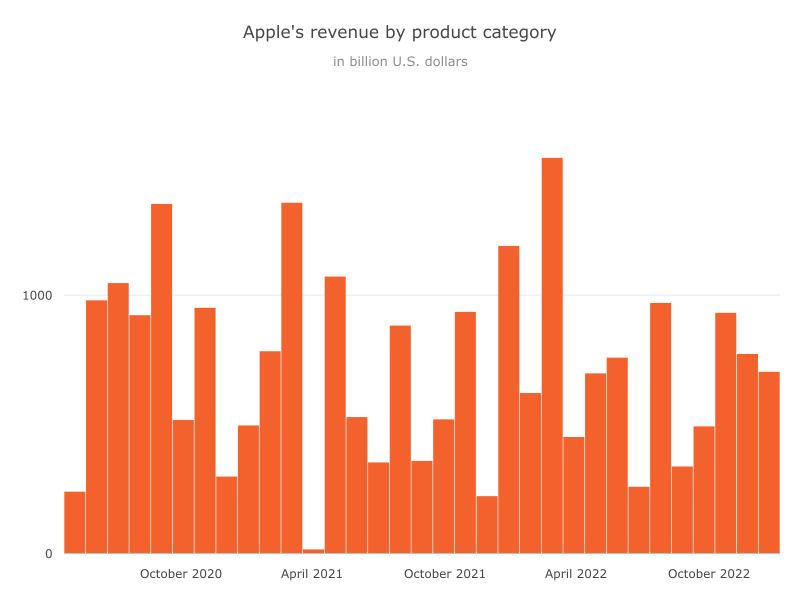 Apple's revenue by product category
in billion U.S. dollars
1000
0
October 2020 April 2021 October 2021 April 2022 October 2022